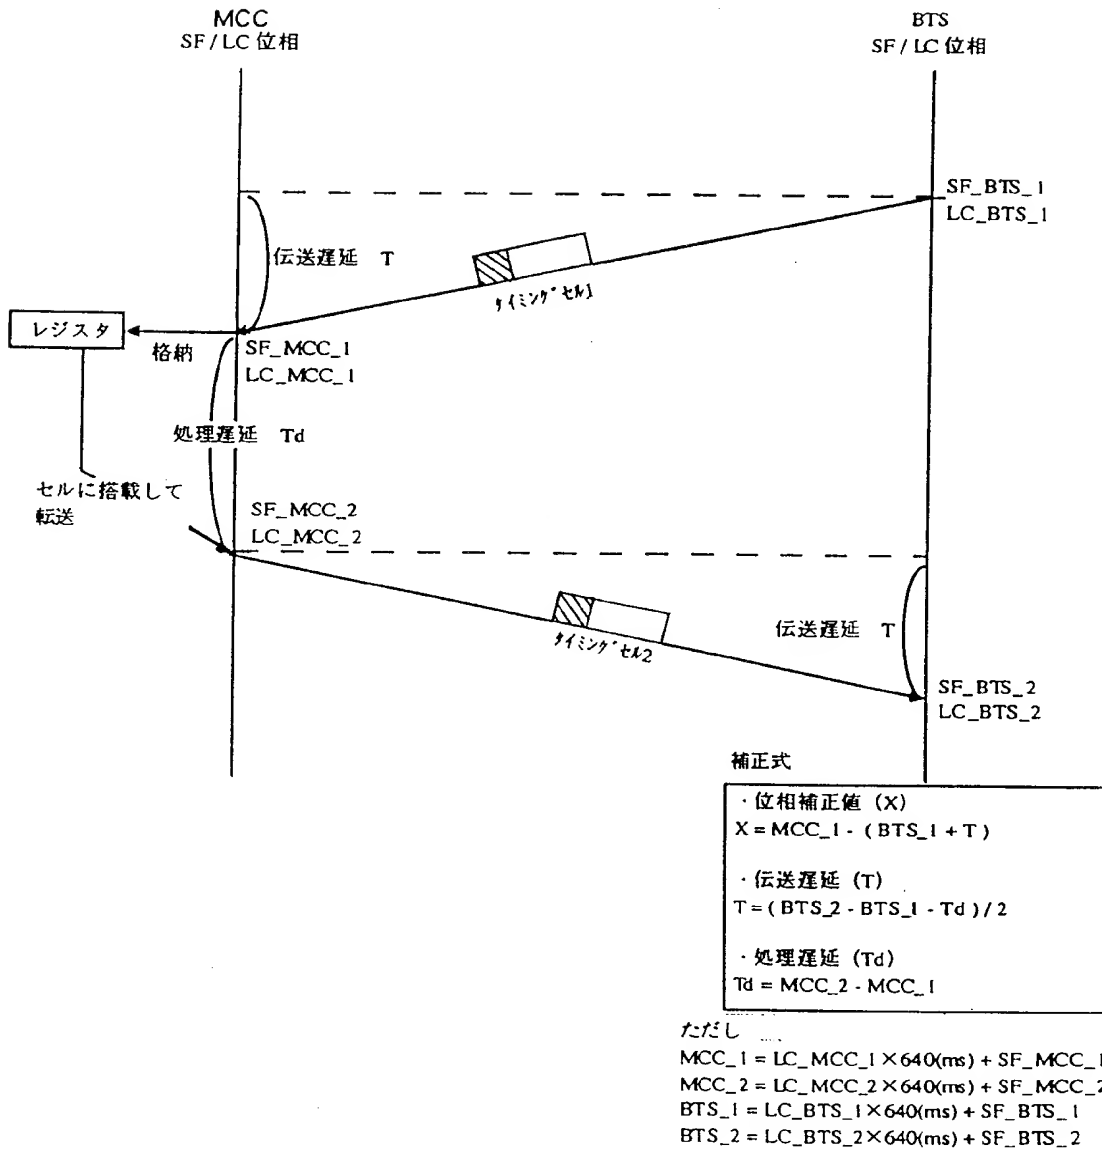 MCC
SF / LC 位相
BTS
SF / LC 位相
SF_BTS_1
LC_BTS_1
伝送遅延 T
タイミングセル1
レジスタ
格納
SF_MCC_1
LC_MCC_1
処理遅延 Td
セルに搭載して
転送
SF_MCC_2
LC_MCC_2
タイミングセル2
伝送遅延 T
SF_BTS_2
LC_BTS_2
補正式
・位相補正値 (X)
X = MCC_1 - ( BTS_1 + T )
・伝送遅延 (T)
T = ( BTS_2 - BTS_1 - Td ) / 2
・処理遅延 (Td)
Td = MCC_2 - MCC_1
ただし
MCC_1 = LC_MCC_1 × 640(ms) + SF_MCC_1
MCC_2 = LC_MCC_2 × 640(ms) + SF_MCC_2
BTS_1 = LC_BTS_1 × 640(ms) + SF_BTS_1
BTS_2 = LC_BTS_2 × 640(ms) + SF_BTS_2